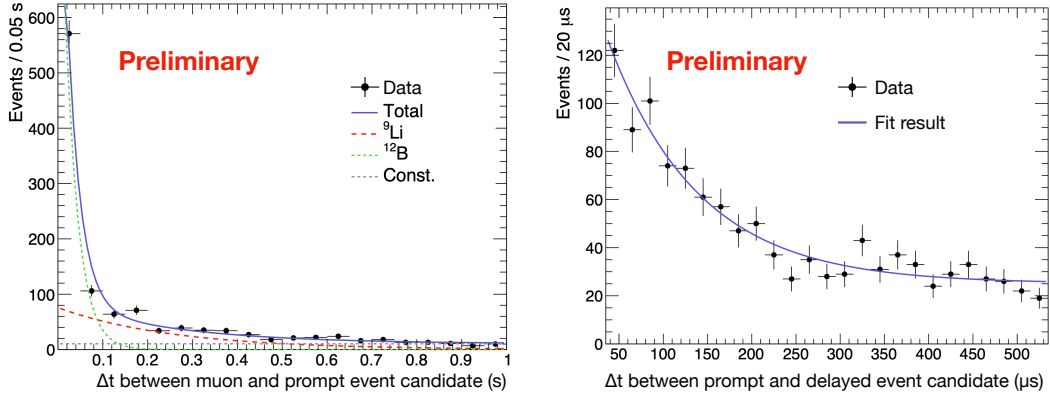 Events / 0.05 s
600
500
400
300
200
100
0
Preliminary
Data
Total
⁹Li
¹²B
Const.
0.1 0.2 0.3 0.4 0.5 0.6 0.7 0.8 0.9 1
Δt between muon and prompt event candidate (s)
Events / 20 μs
120
100
80
60
40
20
0
Preliminary
Data
Fit result
50 100 150 200 250 300 350 400 450 500
Δt between prompt and delayed event candidate (μs)